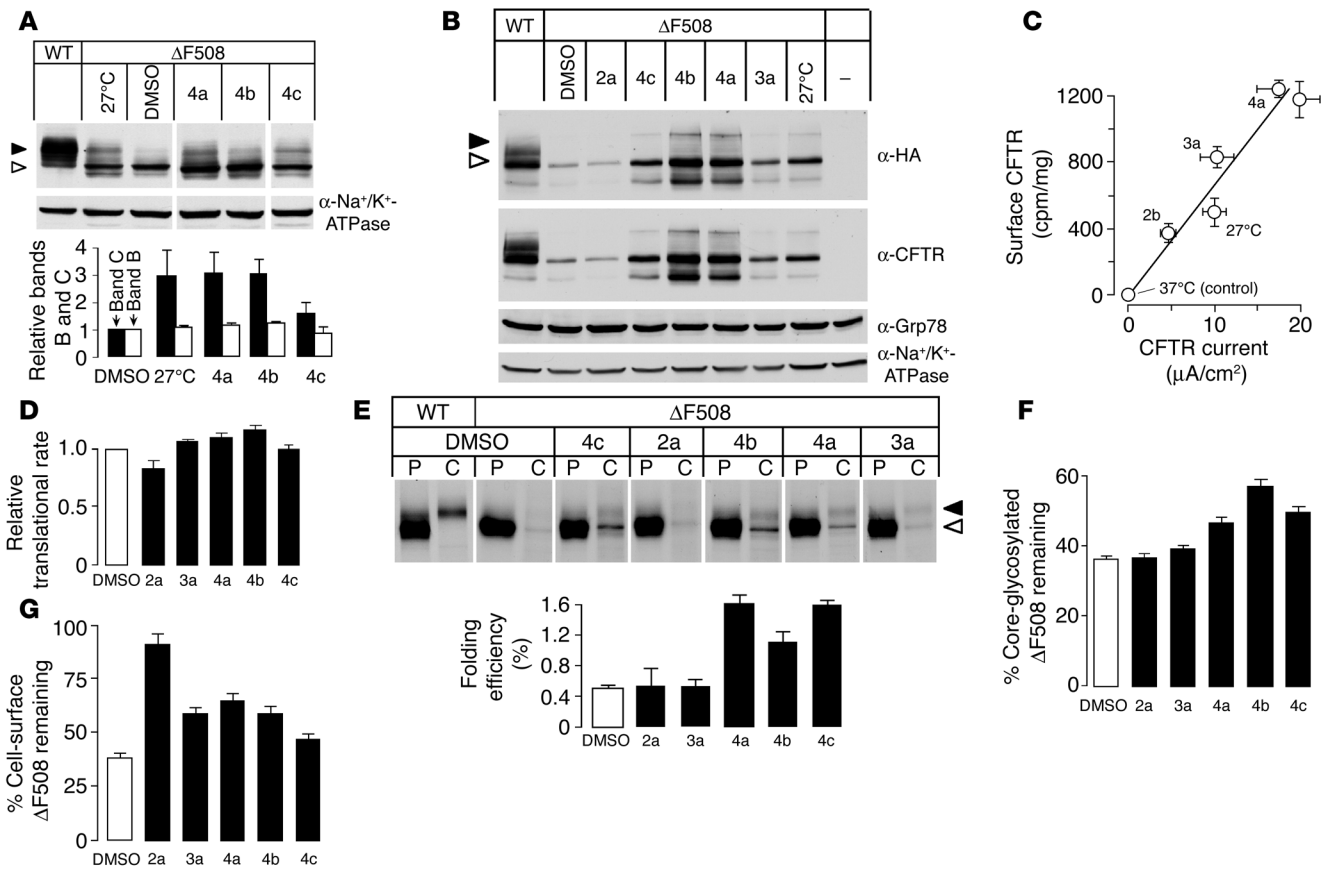 A
WT ΔF508
27°C DMSO 4a 4b 4c
α-Na⁺/K⁺-
ATPase
Relative bands
B and C
4
3
2
1
0
Band C
Band B
DMSO 27°C 4a 4b 4c
B
WT ΔF508
DMSO 2a 4c 4b 4a 3a 27°C –
α-HA
α-CFTR
α-Grp78
α-Na⁺/K⁺-
ATPase
C
Surface CFTR
(cpm/mg)
1200
800
400
0
4a
3a
2b
27°C
37°C (control)
0 10 20
CFTR current
(μA/cm²)
D
Relative
translational rate
1.0
0.5
0
DMSO 2a 3a 4a 4b 4c
E
WT ΔF508
DMSO 4c 2a 4b 4a 3a
P C P C P C P C P C P C P C
Folding
efficiency
(%)
1.6
1.2
0.8
0.4
0
DMSO 2a 3a 4a 4b 4c
F
% Core-glycosylated
ΔF508 remaining
60
40
20
0
DMSO 2a 3a 4a 4b 4c
G
% Cell-surface
ΔF508 remaining
100
75
50
25
0
DMSO 2a 3a 4a 4b 4c